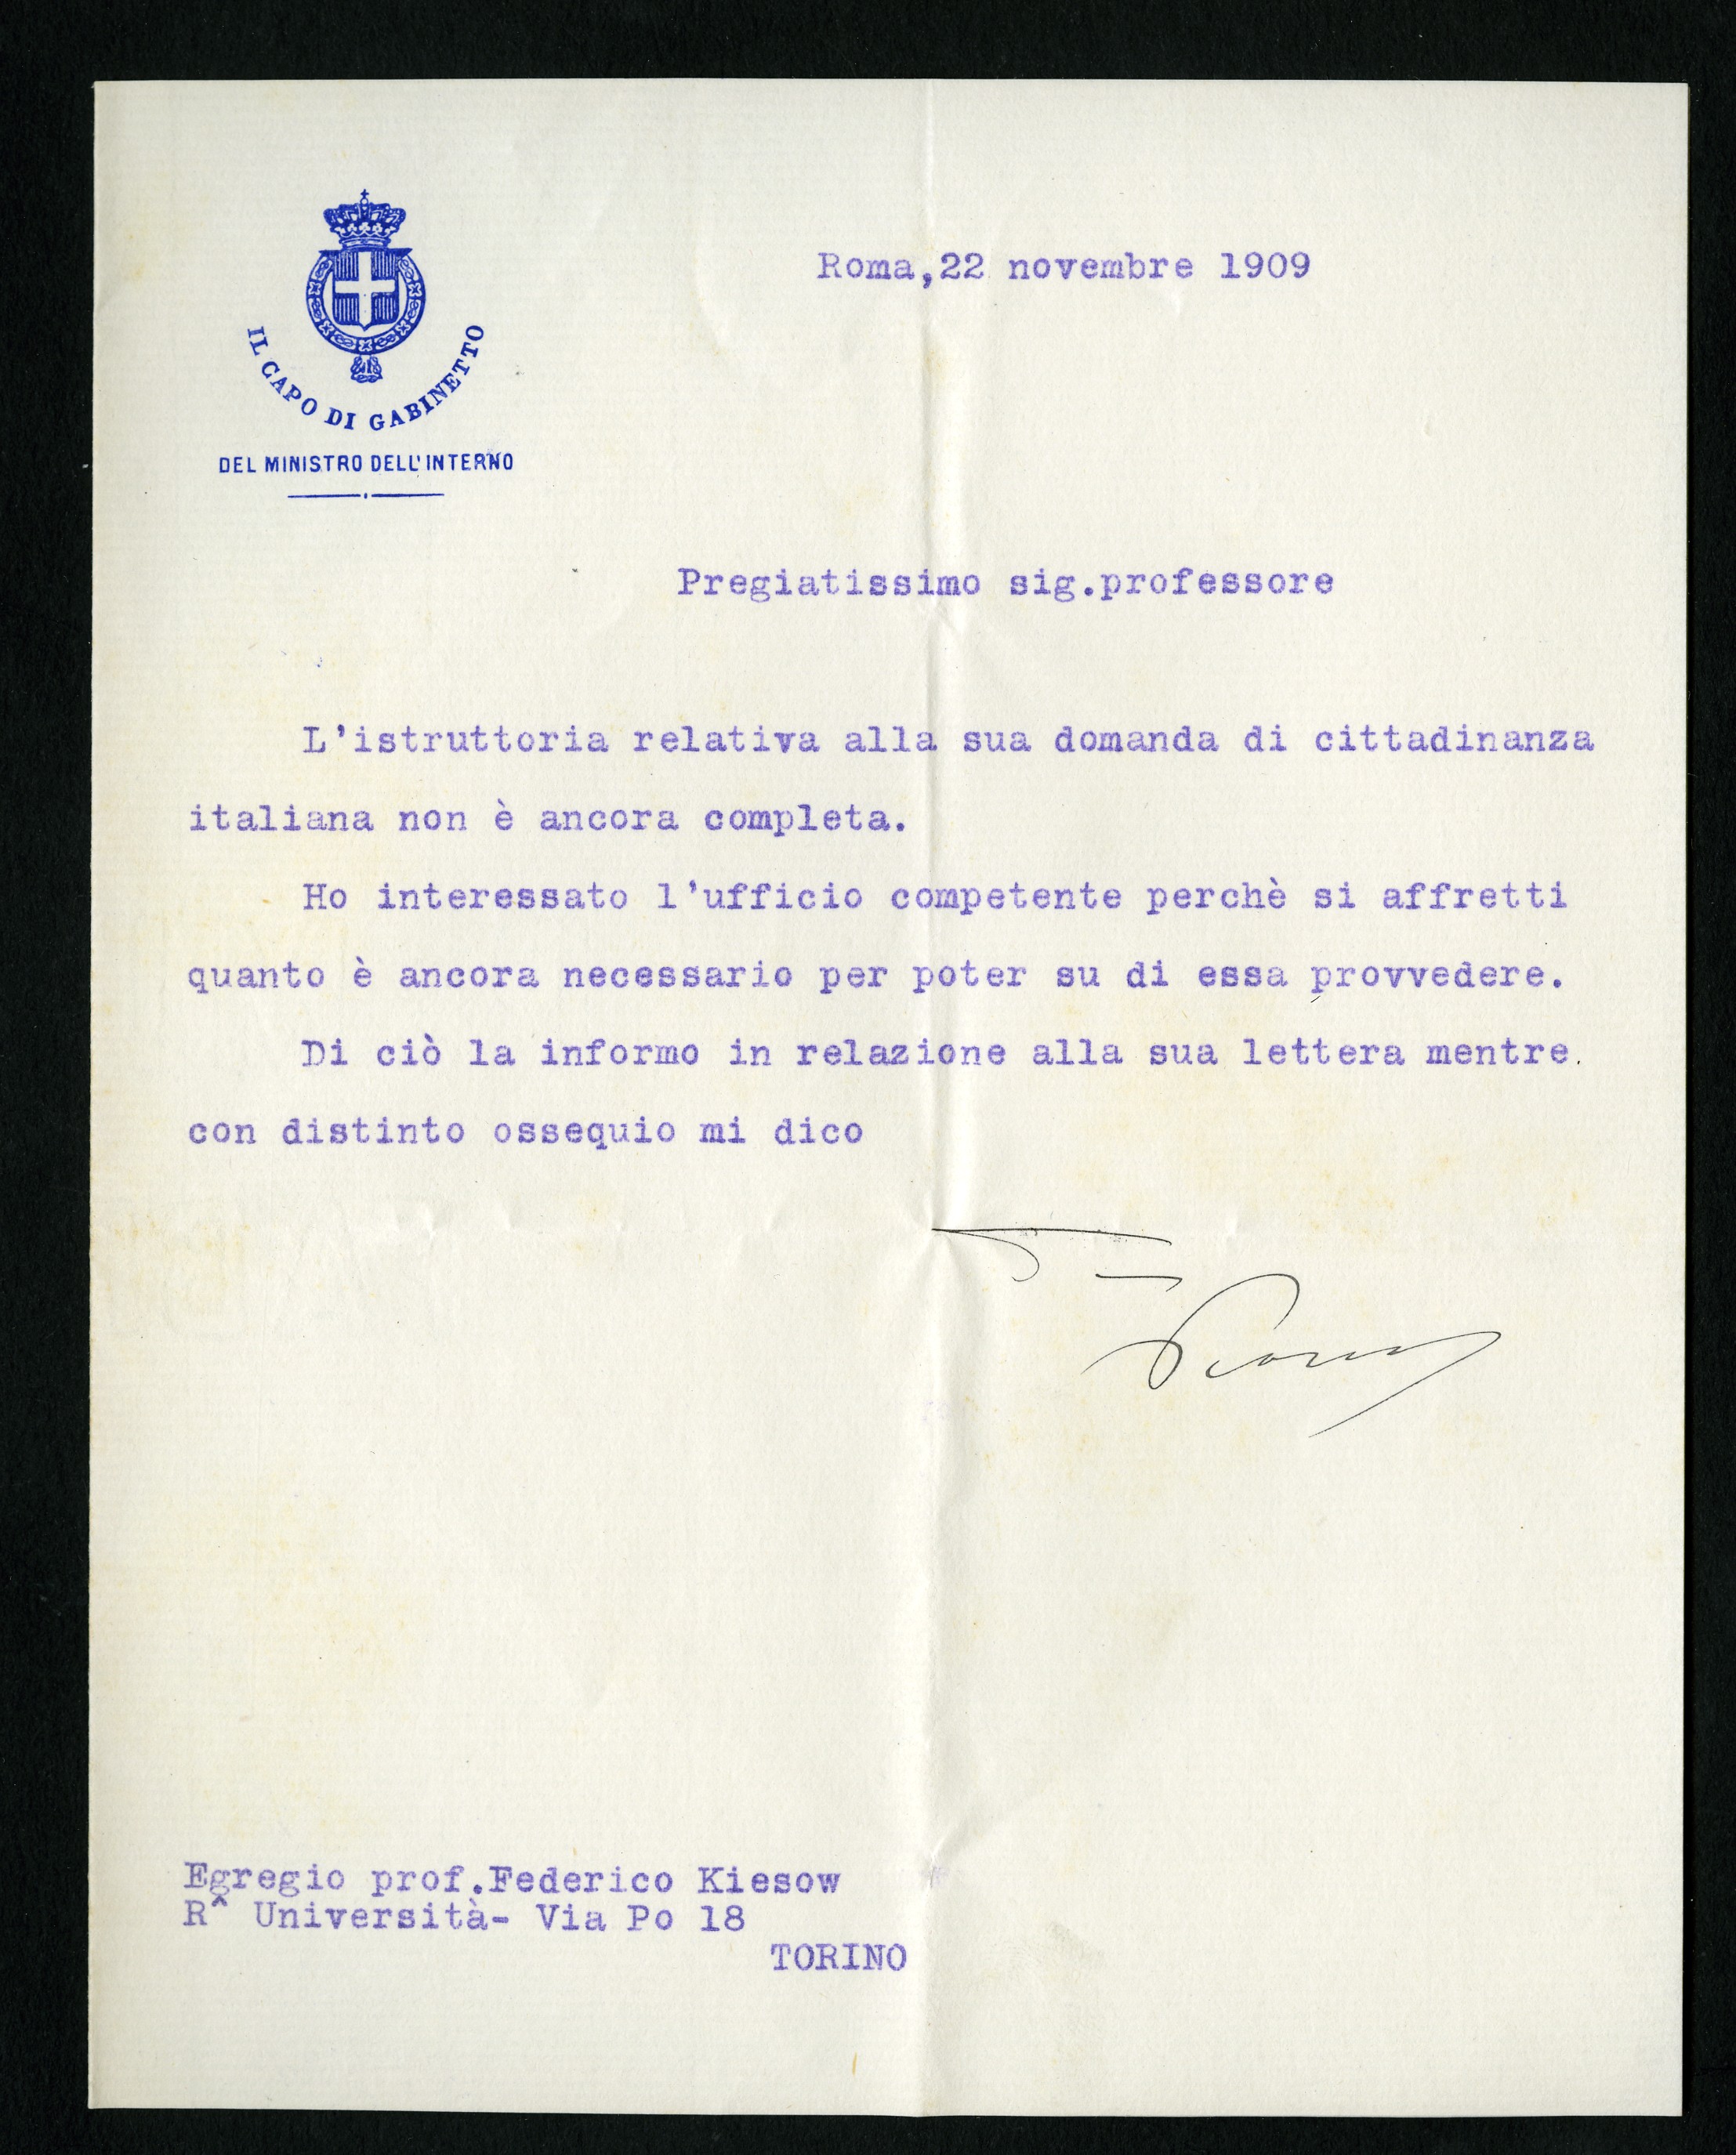 IL CAPO DI GABINETTO
DEL MINISTRO DELL'INTERNO
Roma,22 novembre 1909
Pregiatissimo sig.professore
L'istruttoria relativa alla sua domanda di cittadinanza
italiana non è ancora completa.
Ho interessato l'ufficio competente perchè si affretti
quanto è ancora necessario per poter su di essa provvedere.
Di ciò la informo in relazione alla sua lettera mentre
con distinto ossequio mi dico
Egregio prof.Federico Kiesow
R^ Università- Via Po 18
TORINO